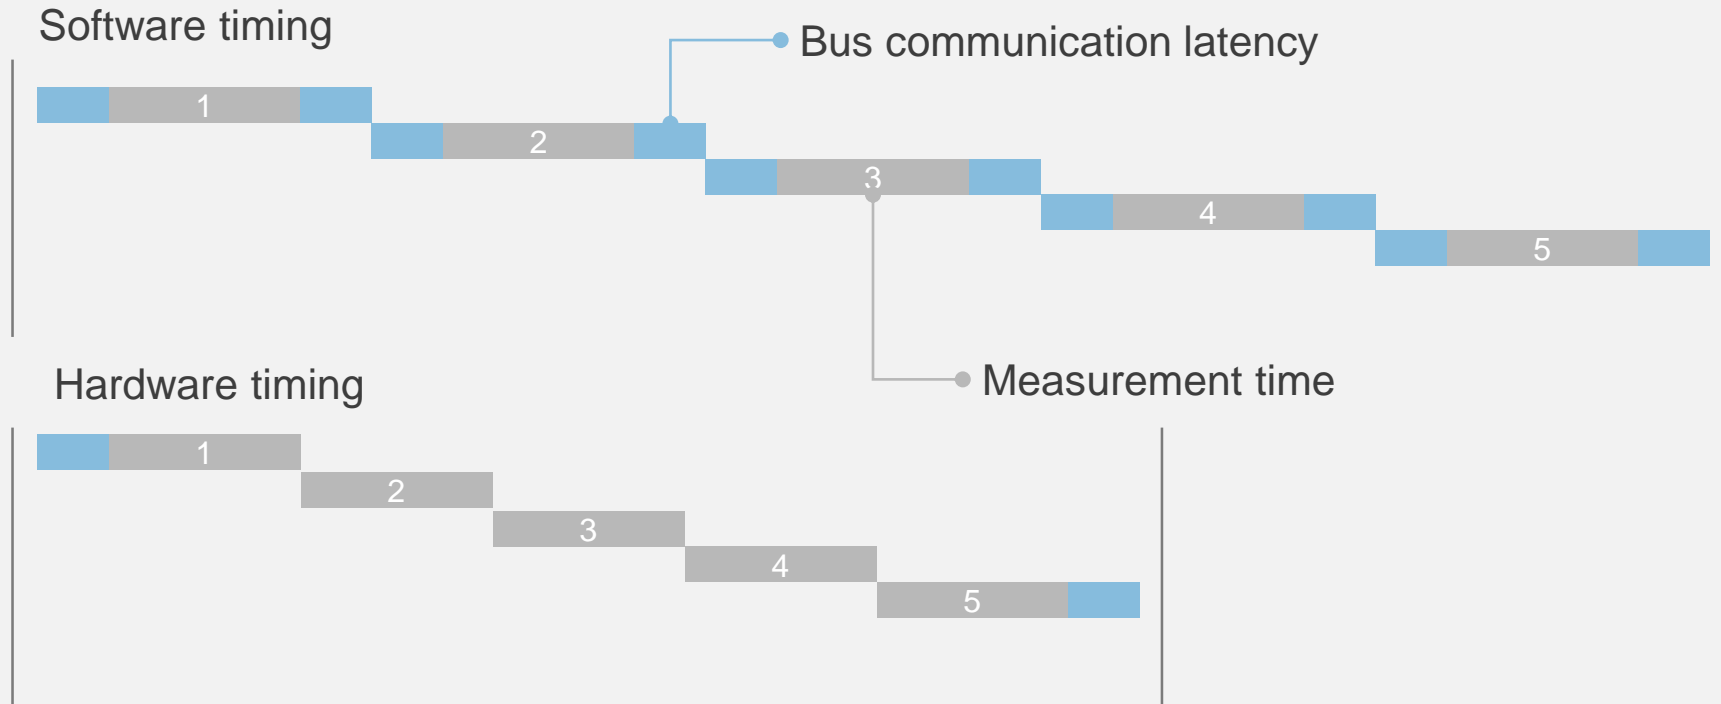 Software timing
Bus communication latency
1
2
3
4
5
Hardware timing
Measurement time
1
2
3
4
5